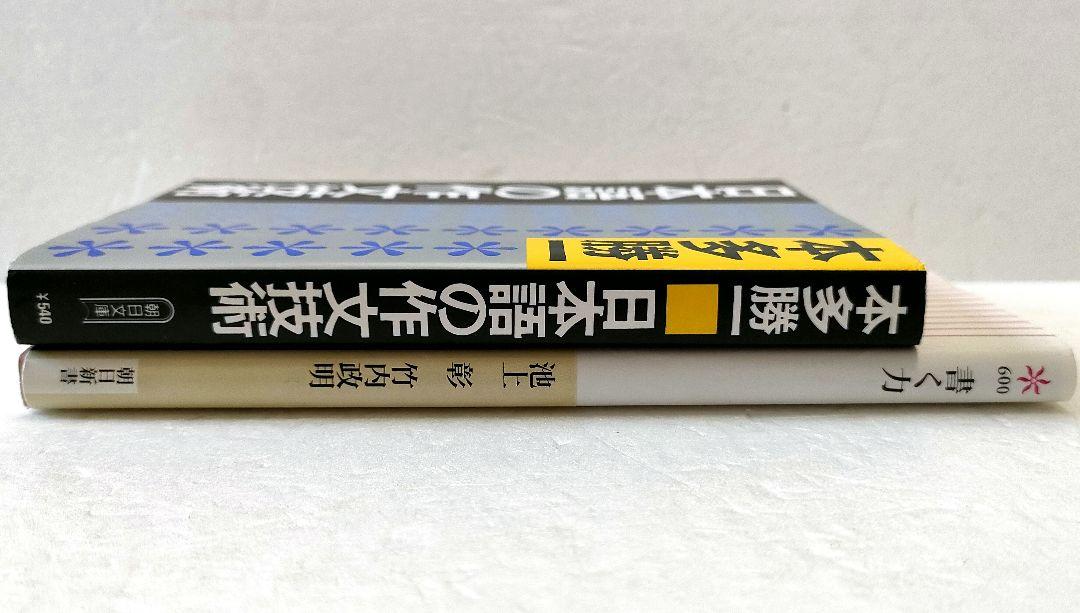 日本語の作文技術
本多勝一
本多勝一 日本語の作文技術 朝日文庫 ¥540
600 書く力 池上 彰 竹内政明 朝日新書